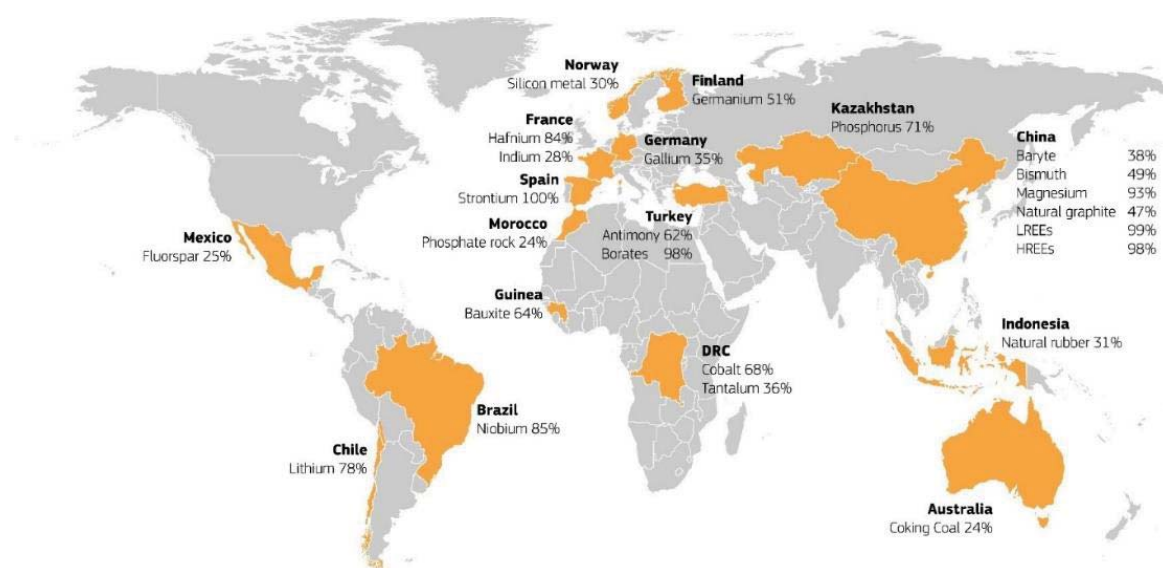 Norway
Silicon metal 30%
Finland
Germanium 51%
France
Hafnium 84%
Indium 28%
Germany
Gallium 35%
Kazakhstan
Phosphorus 71%
China
Baryte 38%
Bismuth 49%
Magnesium 93%
Natural graphite 47%
LREEs 99%
HREEs 98%
Spain
Strontium 100%
Morocco
Phosphate rock 24%
Turkey
Antimony 62%
Borates 98%
Mexico
Fluorspar 25%
Guinea
Bauxite 64%
Indonesia
Natural rubber 31%
DRC
Cobalt 68%
Tantalum 36%
Brazil
Niobium 85%
Chile
Lithium 78%
Australia
Coking Coal 24%